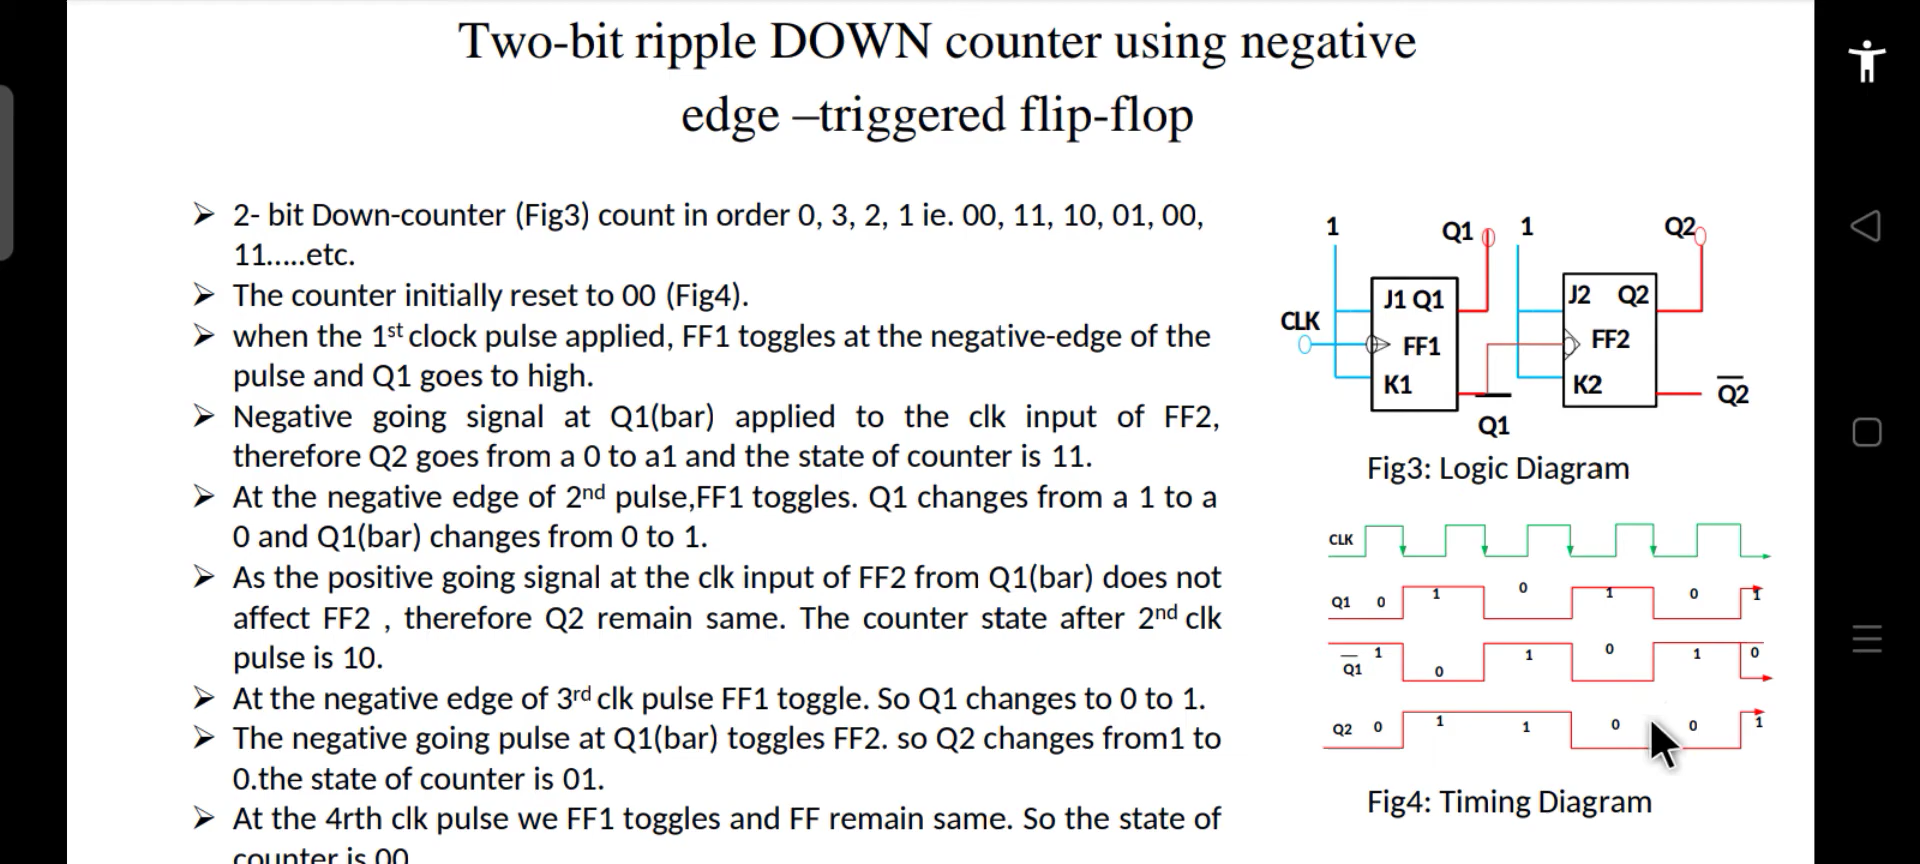 Two-bit ripple DOWN counter using negative
edge –triggered flip-flop
➢ 2- bit Down-counter (Fig3) count in order 0, 3, 2, 1 ie. 00, 11, 10, 01, 00,
11.....etc.
➢ The counter initially reset to 00 (Fig4).
➢ when the 1st clock pulse applied, FF1 toggles at the negative-edge of the
pulse and Q1 goes to high.
➢ Negative going signal at Q1(bar) applied to the clk input of FF2,
therefore Q2 goes from a 0 to a1 and the state of counter is 11.
➢ At the negative edge of 2nd pulse,FF1 toggles. Q1 changes from a 1 to a
0 and Q1(bar) changes from 0 to 1.
➢ As the positive going signal at the clk input of FF2 from Q1(bar) does not
affect FF2 , therefore Q2 remain same. The counter state after 2nd clk
pulse is 10.
➢ At the negative edge of 3rd clk pulse FF1 toggle. So Q1 changes to 0 to 1.
➢ The negative going pulse at Q1(bar) toggles FF2. so Q2 changes from1 to
0.the state of counter is 01.
➢ At the 4rth clk pulse we FF1 toggles and FF remain same. So the state of
counter is 00
1 Q1 1 Q2
J1 Q1 J2 Q2
CLK
FF1 FF2
K1 K2 Q2
Q1
Fig3: Logic Diagram
CLK
Q1 0 1 0 1 0 1
Q1 1 0 1 0 1 0
Q2 0 1 1 0 0 1
Fig4: Timing Diagram